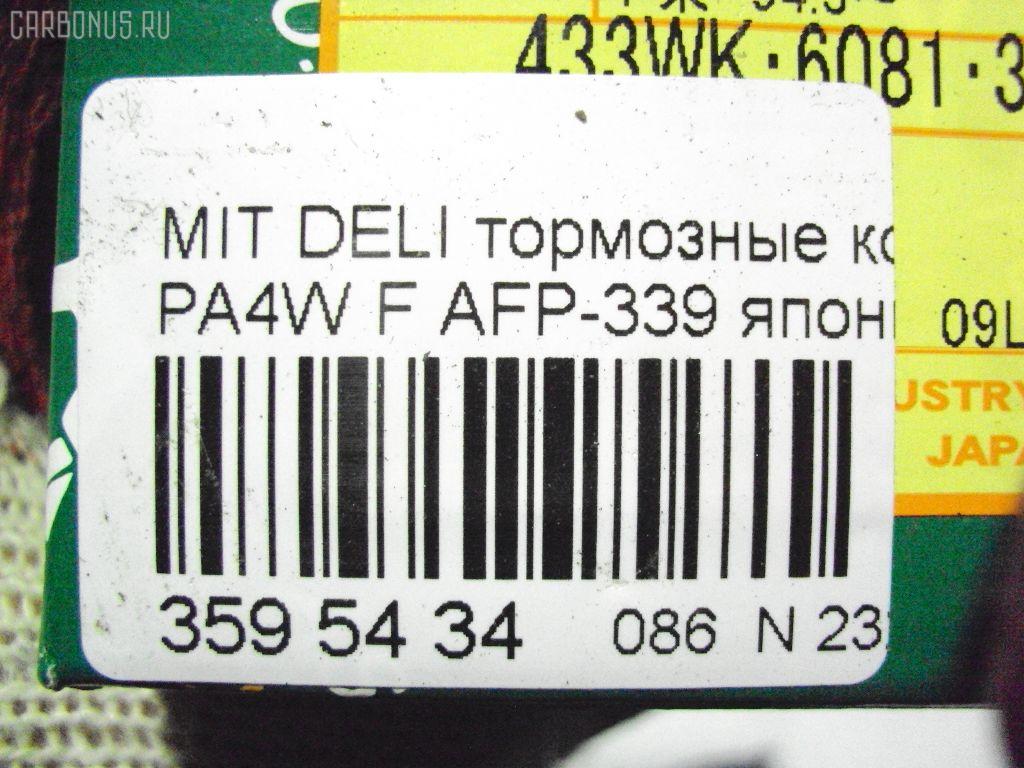 CARBONUS.RU
433WK·6081·3
MIT DELI тормозные ко
PA4W F AFP-339 япон
09L
USTRY
JAPA
359 54 34 086 N 23